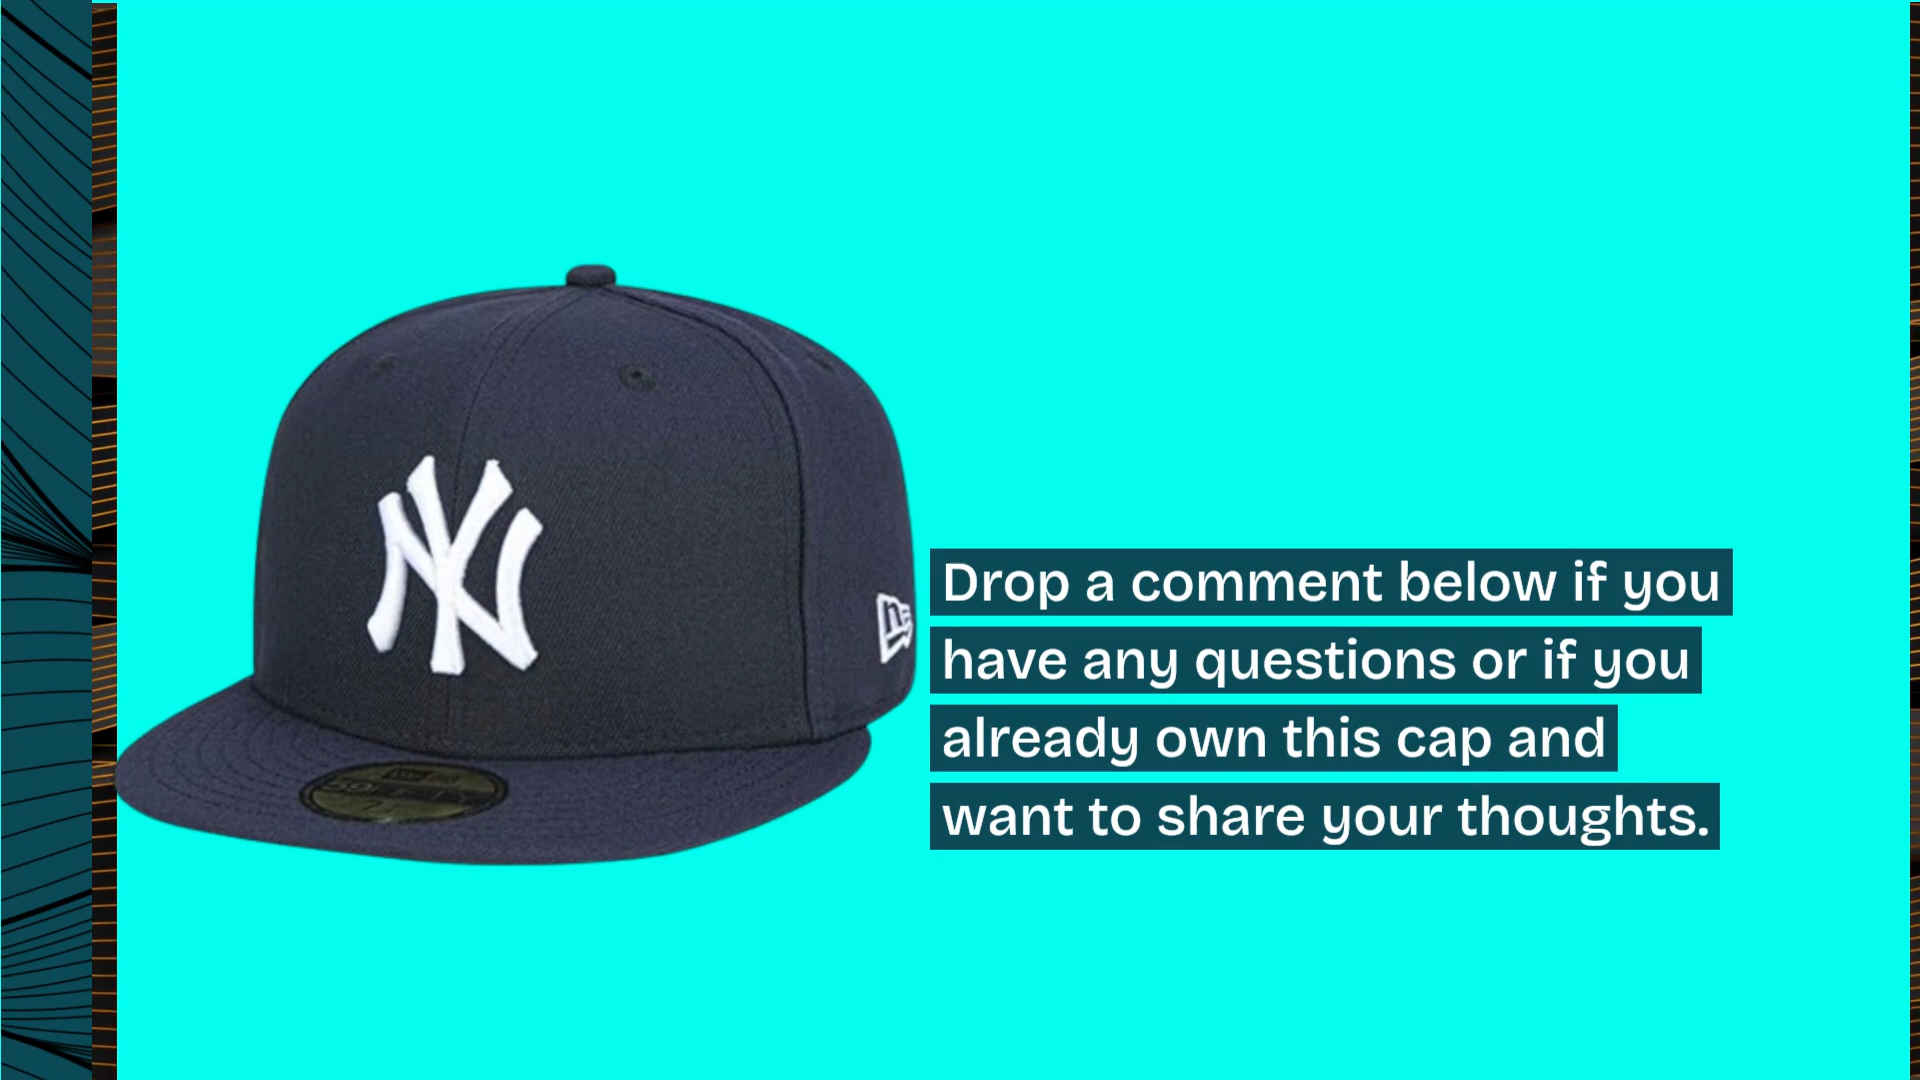 NY
Drop a comment below if you
have any questions or if you
already own this cap and
want to share your thoughts.